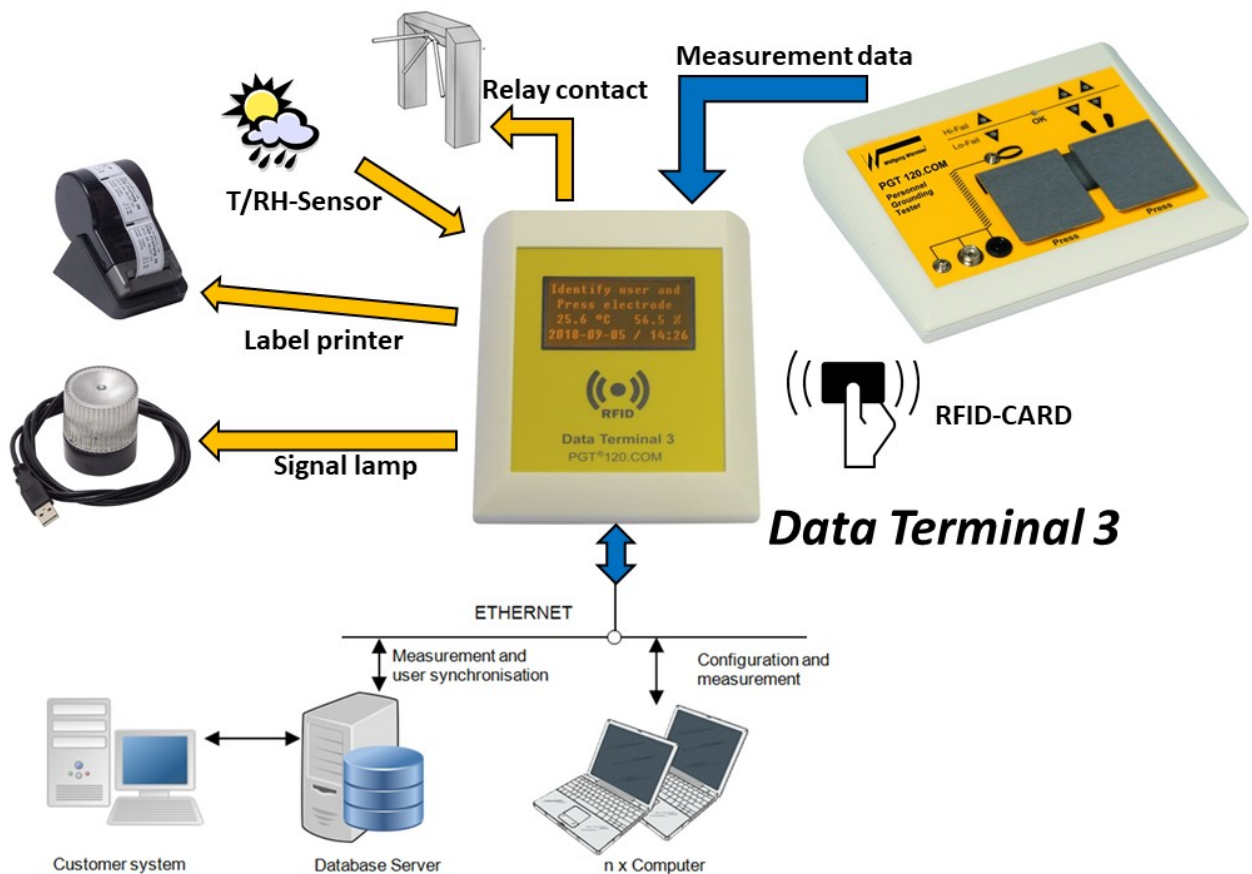 Relay contact
Measurement data
T/RH-Sensor
Hi-Fail
Lo-Fail
OK
PGT 120.COM
Personnel
Grounding
Tester
Press
Press
Label printer
Signal lamp
Identify user and
Press electrode
25.6 °C 56.5 %
2018-09-05 / 14:26
RFID
Data Terminal 3
PGT®120.COM
RFID-CARD
Data Terminal 3
ETHERNET
Measurement and
user synchronisation
Configuration and
measurement
Customer system
Database Server
n x Computer